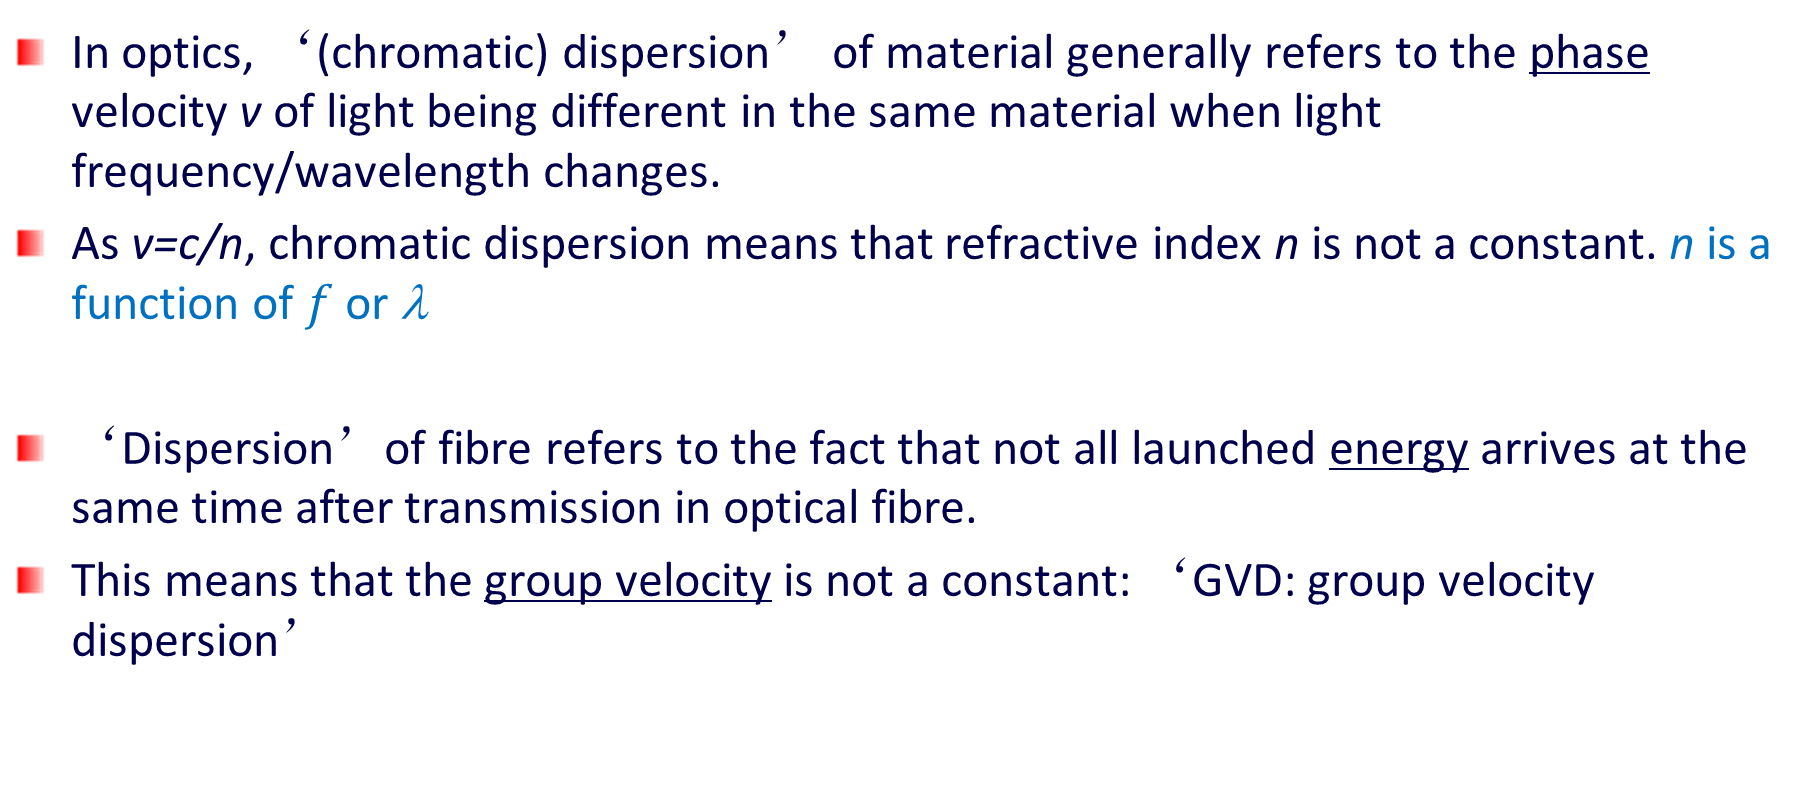 In optics, ‘(chromatic) dispersion’ of material generally refers to the phase
velocity v of light being different in the same material when light
frequency/wavelength changes.
As v=c/n, chromatic dispersion means that refractive index n is not a constant. n is a
function of f or λ
‘Dispersion’ of fibre refers to the fact that not all launched energy arrives at the
same time after transmission in optical fibre.
This means that the group velocity is not a constant: ‘GVD: group velocity
dispersion’